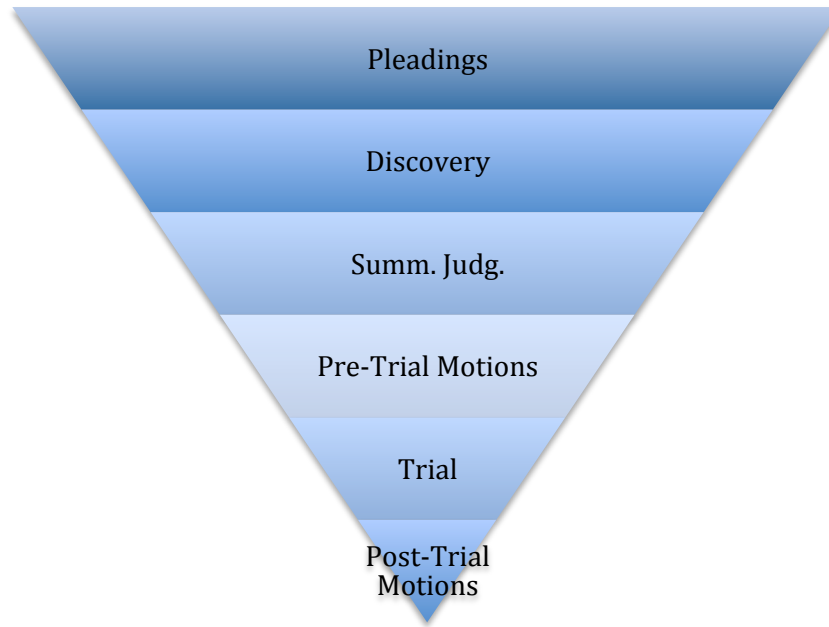 Pleadings
Discovery
Summ. Judg.
Pre-Trial Motions
Trial
Post-Trial
Motions